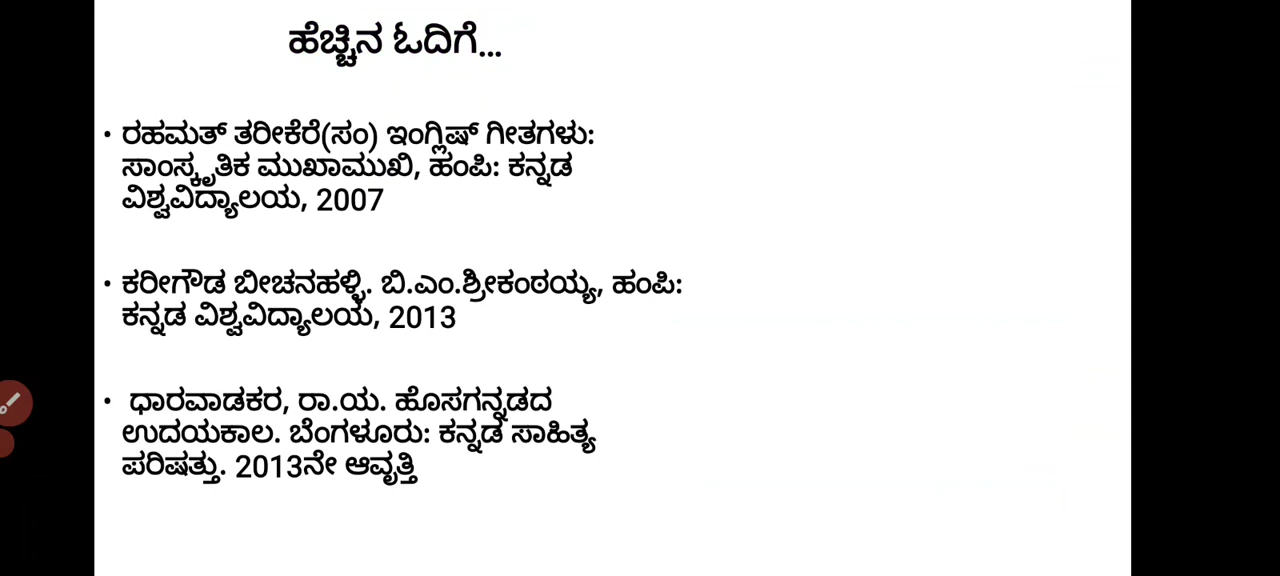 ಹೆಚ್ಚಿನ ಓದಿಗೆ...
• ರಹಮತ್ ತರೀಕೆರೆ(ಸಂ) ಇಂಗ್ಲಿಷ್ ಗೀತಗಳು:
ಸಾಂಸ್ಕೃತಿಕ ಮುಖಾಮುಖಿ, ಹಂಪಿ: ಕನ್ನಡ
ವಿಶ್ವವಿದ್ಯಾಲಯ, 2007
• ಕರೀಗೌಡ ಬೀಚನಹಳ್ಳಿ. ಬಿ.ಎಂ.ಶ್ರೀಕಂಠಯ್ಯ, ಹಂಪಿ:
ಕನ್ನಡ ವಿಶ್ವವಿದ್ಯಾಲಯ, 2013
• ಧಾರವಾಡಕರ, ರಾ.ಯ. ಹೊಸಗನ್ನಡದ
ಉದಯಕಾಲ. ಬೆಂಗಳೂರು: ಕನ್ನಡ ಸಾಹಿತ್ಯ
ಪರಿಷತ್ತು. 2013ನೇ ಆವೃತ್ತಿ